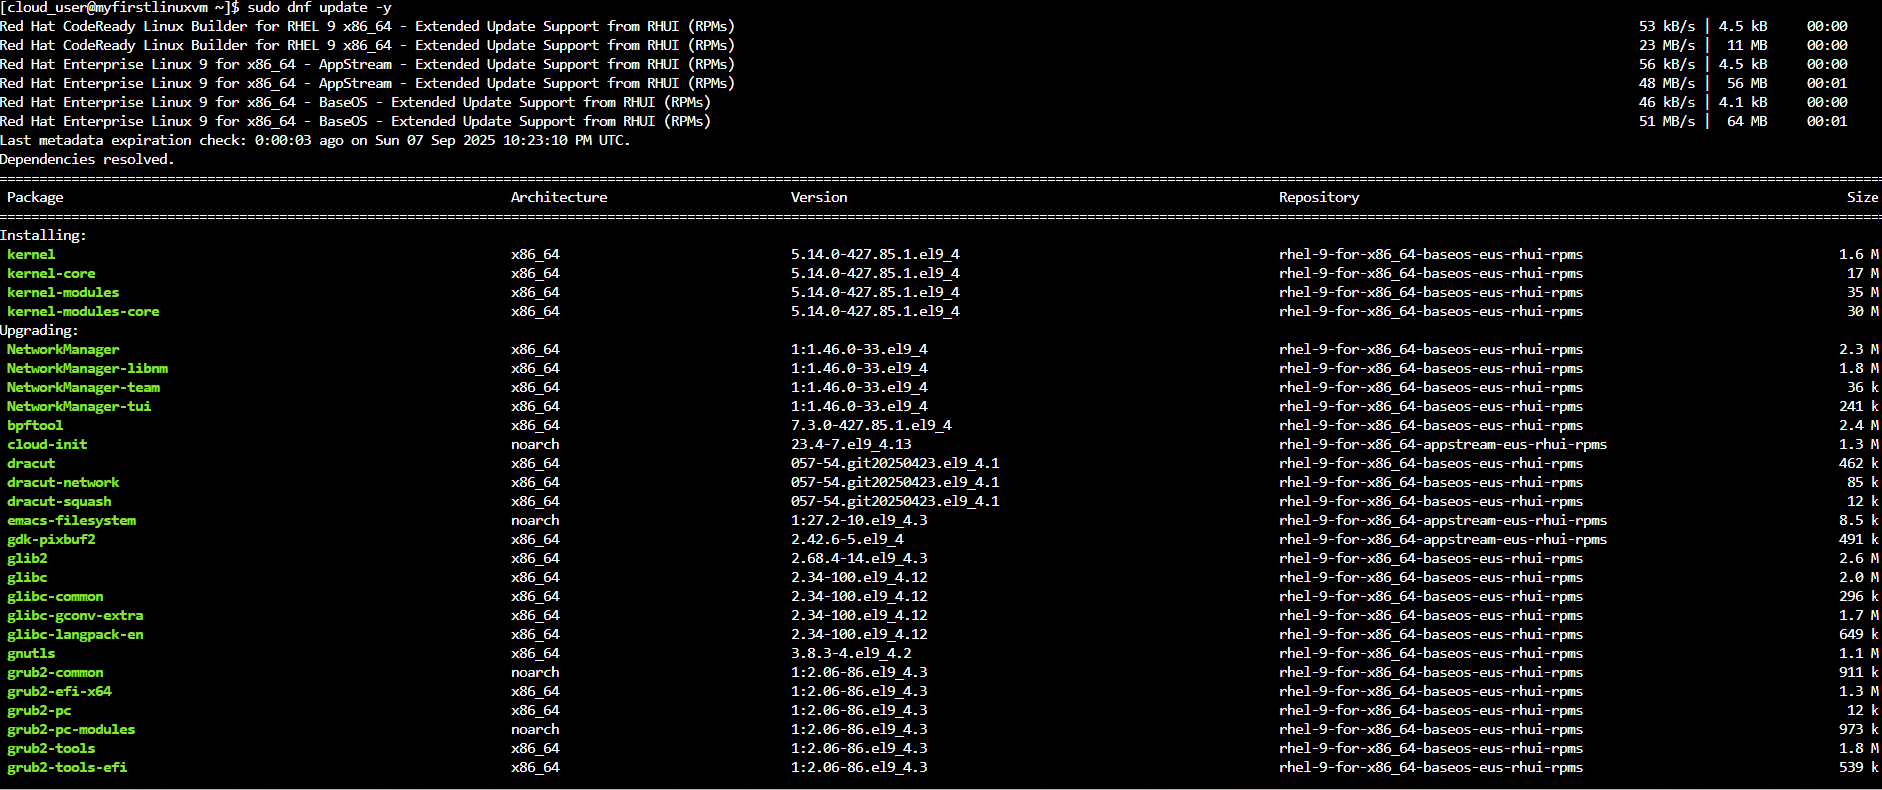 [cloud_user@myfirstlinuxvm ~]$ sudo dnf update -y
Red Hat CodeReady Linux Builder for RHEL 9 x86_64 - Extended Update Support from RHUI (RPMs) 53 kB/s | 4.5 kB 00:00
Red Hat CodeReady Linux Builder for RHEL 9 x86_64 - Extended Update Support from RHUI (RPMs) 23 MB/s | 11 MB 00:00
Red Hat Enterprise Linux 9 for x86_64 - AppStream - Extended Update Support from RHUI (RPMs) 56 kB/s | 4.5 kB 00:00
Red Hat Enterprise Linux 9 for x86_64 - AppStream - Extended Update Support from RHUI (RPMs) 48 MB/s | 56 MB 00:01
Red Hat Enterprise Linux 9 for x86_64 - BaseOS - Extended Update Support from RHUI (RPMs) 46 kB/s | 4.1 kB 00:00
Red Hat Enterprise Linux 9 for x86_64 - BaseOS - Extended Update Support from RHUI (RPMs) 51 MB/s | 64 MB 00:01
Last metadata expiration check: 0:00:03 ago on Sun 07 Sep 2025 10:23:10 PM UTC.
Dependencies resolved.
Package Architecture Version Repository Size
Installing:
kernel x86_64 5.14.0-427.85.1.el9_4 rhel-9-for-x86_64-baseos-eus-rhui-rpms 1.6 M
kernel-core x86_64 5.14.0-427.85.1.el9_4 rhel-9-for-x86_64-baseos-eus-rhui-rpms 17 M
kernel-modules x86_64 5.14.0-427.85.1.el9_4 rhel-9-for-x86_64-baseos-eus-rhui-rpms 35 M
kernel-modules-core x86_64 5.14.0-427.85.1.el9_4 rhel-9-for-x86_64-baseos-eus-rhui-rpms 30 M
Upgrading:
NetworkManager x86_64 1:1.46.0-33.el9_4 rhel-9-for-x86_64-baseos-eus-rhui-rpms 2.3 M
NetworkManager-libnm x86_64 1:1.46.0-33.el9_4 rhel-9-for-x86_64-baseos-eus-rhui-rpms 1.8 M
NetworkManager-team x86_64 1:1.46.0-33.el9_4 rhel-9-for-x86_64-baseos-eus-rhui-rpms 36 k
NetworkManager-tui x86_64 1:1.46.0-33.el9_4 rhel-9-for-x86_64-baseos-eus-rhui-rpms 241 k
bpftool x86_64 7.3.0-427.85.1.el9_4 rhel-9-for-x86_64-baseos-eus-rhui-rpms 2.4 M
cloud-init noarch 23.4-7.el9_4.13 rhel-9-for-x86_64-appstream-eus-rhui-rpms 1.3 M
dracut x86_64 057-54.git20250423.el9_4.1 rhel-9-for-x86_64-baseos-eus-rhui-rpms 462 k
dracut-network x86_64 057-54.git20250423.el9_4.1 rhel-9-for-x86_64-baseos-eus-rhui-rpms 85 k
dracut-squash x86_64 057-54.git20250423.el9_4.1 rhel-9-for-x86_64-baseos-eus-rhui-rpms 12 k
emacs-filesystem noarch 1:27.2-10.el9_4.3 rhel-9-for-x86_64-appstream-eus-rhui-rpms 8.5 k
gdk-pixbuf2 x86_64 2.42.6-5.el9_4 rhel-9-for-x86_64-appstream-eus-rhui-rpms 491 k
glib2 x86_64 2.68.4-14.el9_4.3 rhel-9-for-x86_64-baseos-eus-rhui-rpms 2.6 M
glibc x86_64 2.34-100.el9_4.12 rhel-9-for-x86_64-baseos-eus-rhui-rpms 2.0 M
glibc-common x86_64 2.34-100.el9_4.12 rhel-9-for-x86_64-baseos-eus-rhui-rpms 296 k
glibc-gconv-extra x86_64 2.34-100.el9_4.12 rhel-9-for-x86_64-baseos-eus-rhui-rpms 1.7 M
glibc-langpack-en x86_64 2.34-100.el9_4.12 rhel-9-for-x86_64-baseos-eus-rhui-rpms 649 k
gnutls x86_64 3.8.3-4.el9_4.2 rhel-9-for-x86_64-baseos-eus-rhui-rpms 1.1 M
grub2-common noarch 1:2.06-86.el9_4.3 rhel-9-for-x86_64-baseos-eus-rhui-rpms 911 k
grub2-efi-x64 x86_64 1:2.06-86.el9_4.3 rhel-9-for-x86_64-baseos-eus-rhui-rpms 1.3 M
grub2-pc x86_64 1:2.06-86.el9_4.3 rhel-9-for-x86_64-baseos-eus-rhui-rpms 12 k
grub2-pc-modules noarch 1:2.06-86.el9_4.3 rhel-9-for-x86_64-baseos-eus-rhui-rpms 973 k
grub2-tools x86_64 1:2.06-86.el9_4.3 rhel-9-for-x86_64-baseos-eus-rhui-rpms 1.8 M
grub2-tools-efi x86_64 1:2.06-86.el9_4.3 rhel-9-for-x86_64-baseos-eus-rhui-rpms 539 k